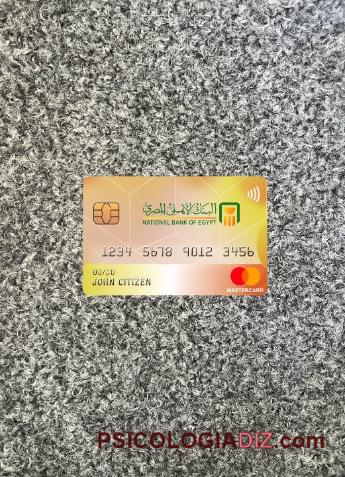 البنك الأهلي المصري
NATIONAL BANK OF EGYPT
1234 5678 9012 3456
00/00
JOHN CITIZEN
MASTERCARD
PSICOLOGIADIZ.com